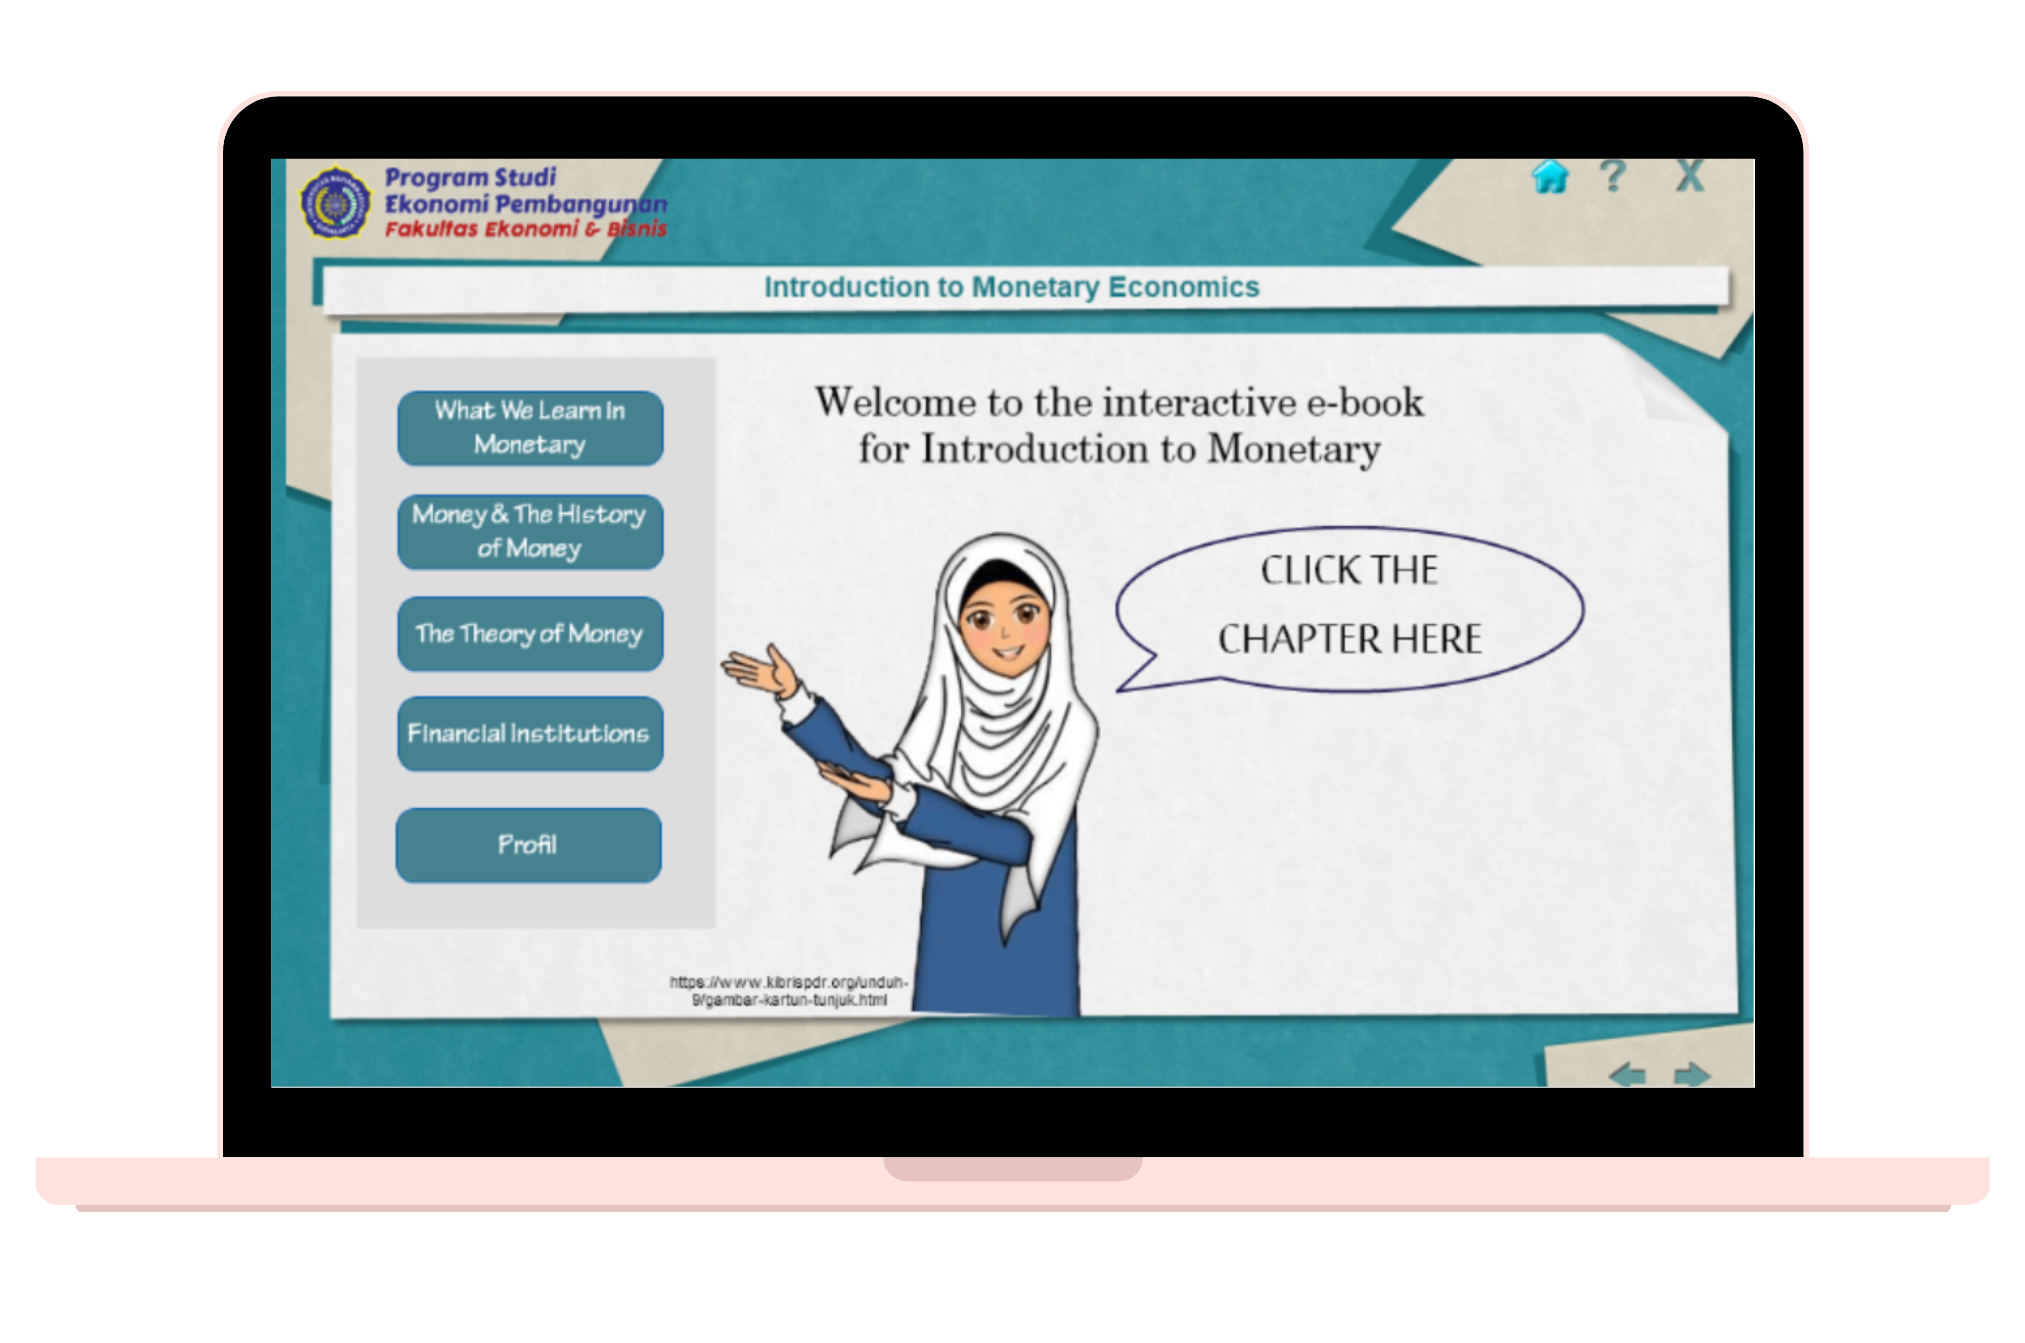 Program Studi
Ekonomi Pembangunan
Fakultas Ekonomi & Bisnis
? X
Introduction to Monetary Economics
What We Learn in
Monetary
Money & The History
of Money
The Theory of Money
Financial Institutions
Profil
Welcome to the interactive e-book
for Introduction to Monetary
CLICK THE
CHAPTER HERE
https://www.kibrispdr.org/unduh-
9/gambar-kartun-tunjuk.html